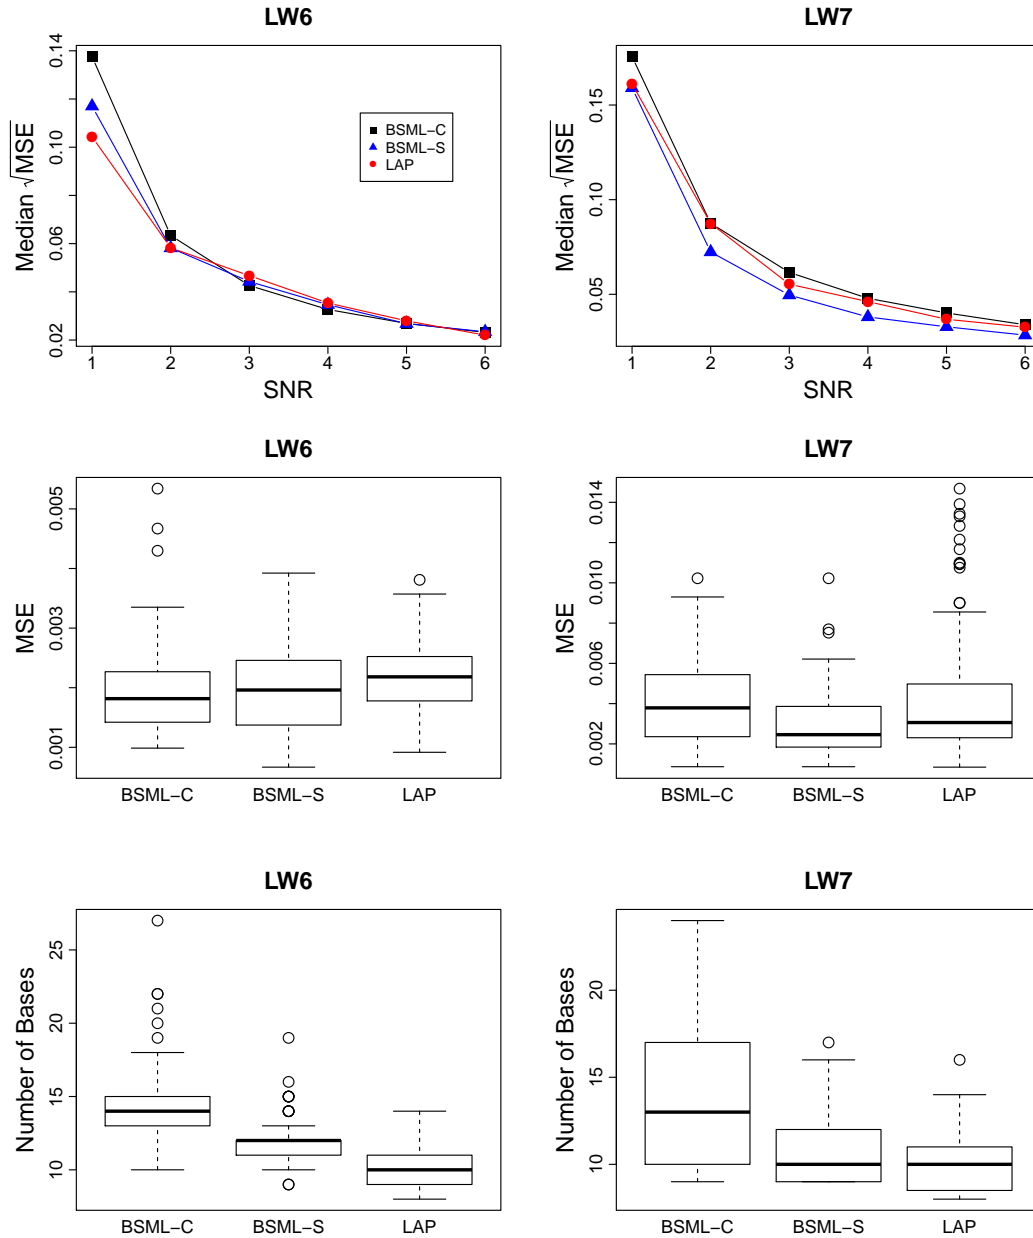 LW6
Median √MSE
0.02
0.06
0.10
0.14
1 2 3 4 5 6
SNR
BSML−C
BSML−S
LAP
LW7
Median √MSE
0.05
0.15
0.10
1 2 3 4 5 6
SNR
LW6
MSE
0.001
0.003
0.005
BSML−C BSML−S LAP
LW7
MSE
0.002
0.006
0.010
0.014
BSML−C BSML−S LAP
LW6
Number of Bases
10
15
20
25
BSML−C BSML−S LAP
LW7
Number of Bases
10
15
20
BSML−C BSML−S LAP